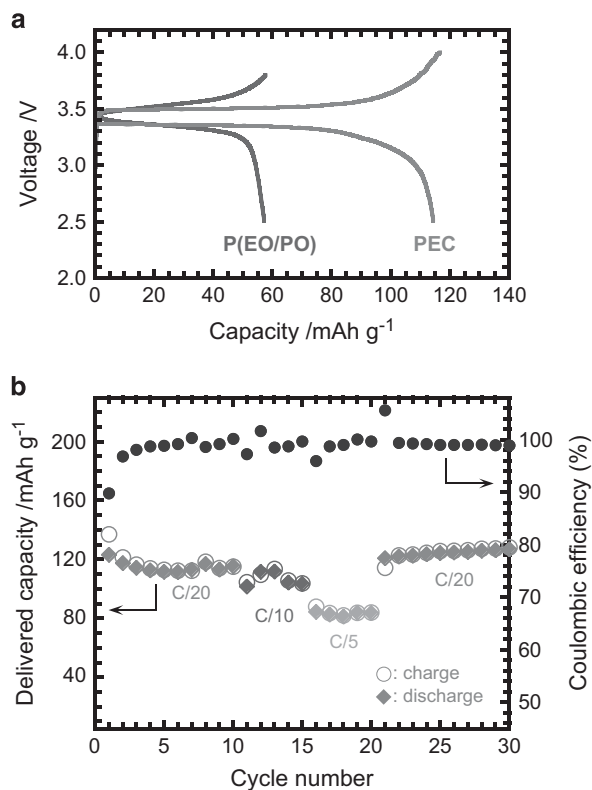 a
4.0
3.5
3.0
2.5
2.0
Voltage /V
P(EO/PO)
PEC
0 20 40 60 80 100 120 140
Capacity /mAh g-1
b
200
160
120
80
40
Delivered capacity /mAh g-1
100
90
80
70
60
50
Coulombic efficiency (%)
C/20
C/10
C/5
C/20
: charge
: discharge
0 5 10 15 20 25 30
Cycle number